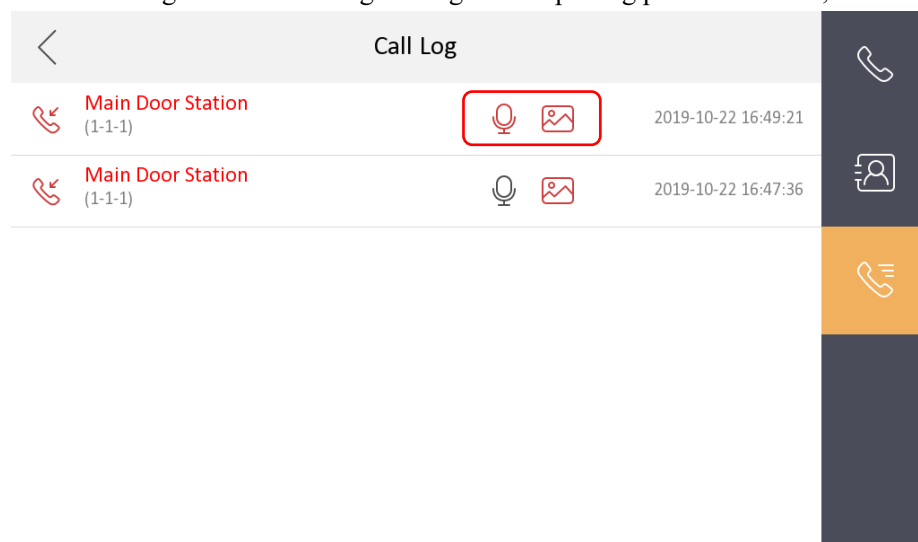 Call Log
Main Door Station
(1-1-1)
2019-10-22 16:49:21
Main Door Station
(1-1-1)
2019-10-22 16:47:36